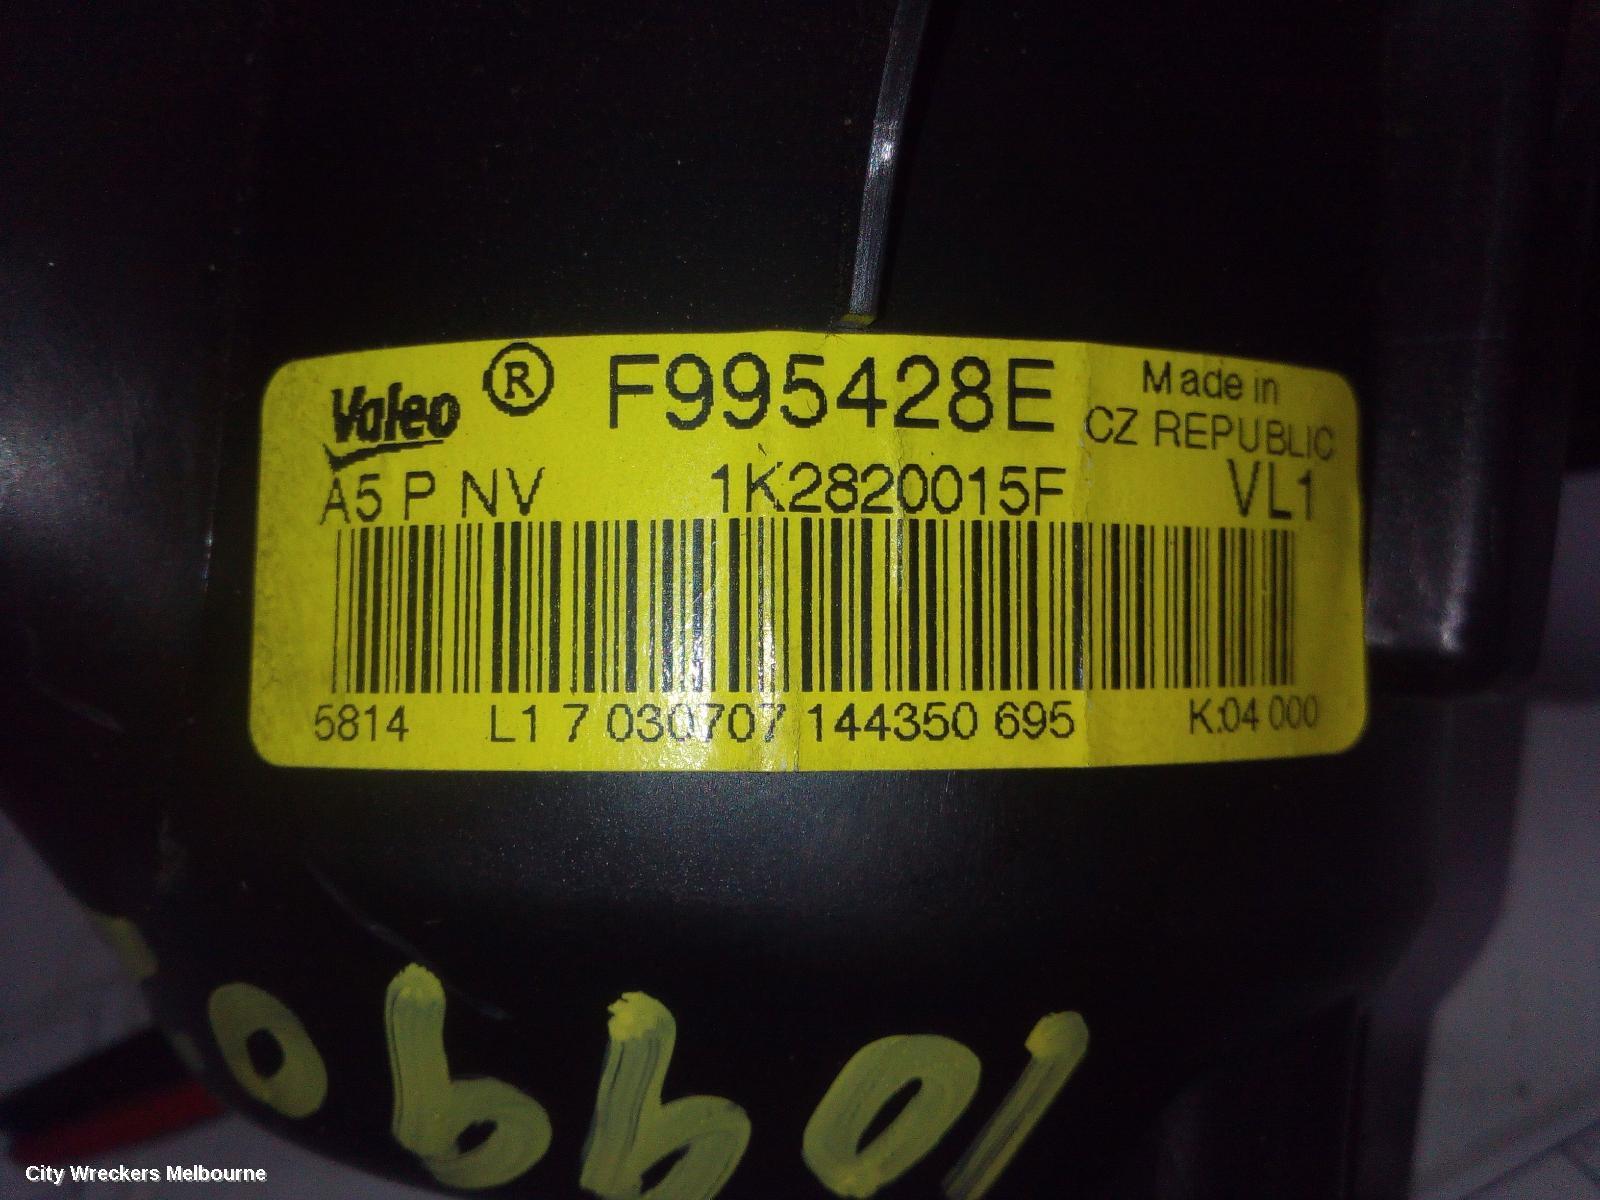 Valeo ® F995428E Made in
CZ REPUBLIC
A5 P NV 1K2820015F VL1
5814 L1 7 030707 144350 695 K:04 000
06601
City Wreckers Melbourne